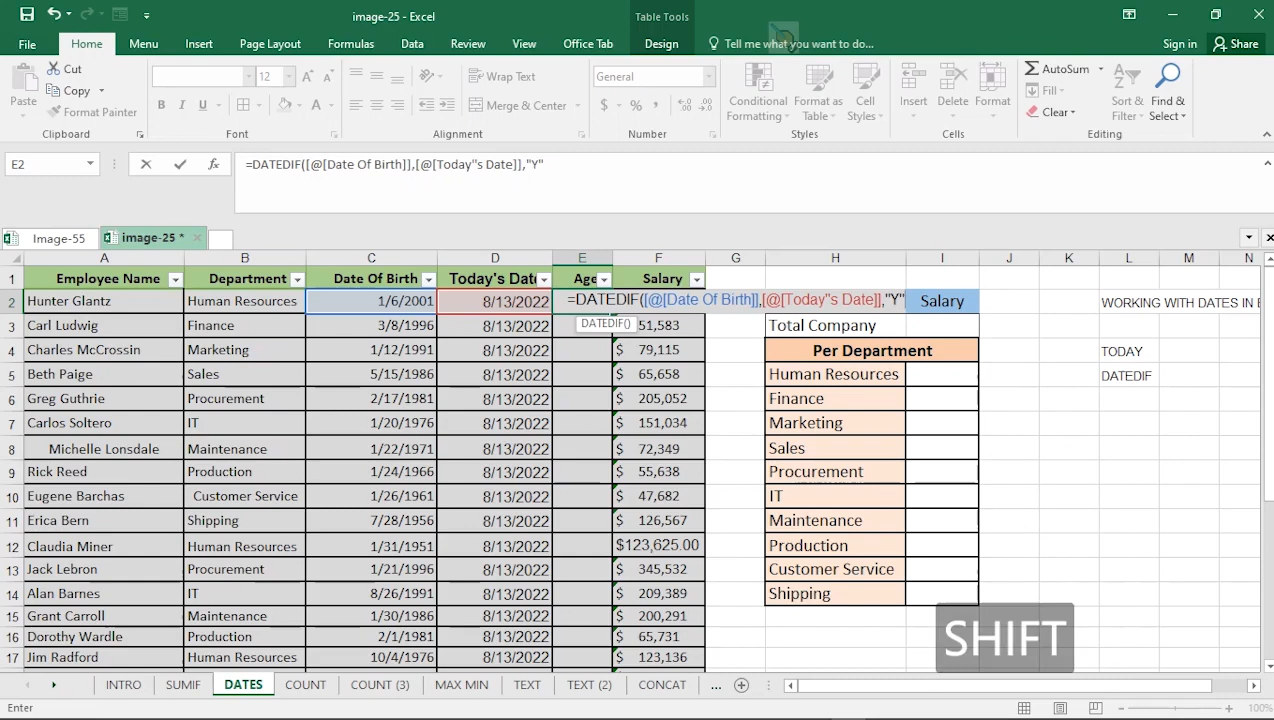 image-25 - Excel
Table Tools
File Home Menu Insert Page Layout Formulas Data Review View Office Tab Design Tell me what you want to do... Sign in Share
Paste Cut Copy Format Painter
12
Wrap Text
Merge & Center
General
$ % ,
Conditional Formatting Format as Table Cell Styles
Insert Delete Format
AutoSum Fill Clear
Sort & Filter Find & Select
Clipboard Font Alignment Number Styles Cells Editing
E2 =DATEDIF([@[Date Of Birth]],[@[Today''s Date]],"Y"
Image-55 image-25 *
A B C D E F G H I J K L M N
1 Employee Name Department Date Of Birth Today's Date Age Salary
2 Hunter Glantz Human Resources 1/6/2001 8/13/2022 =DATEDIF([@[Date Of Birth]],[@[Today''s Date]],"Y" Salary WORKING WITH DATES IN E
DATEDIF()
3 Carl Ludwig Finance 3/8/1996 8/13/2022 51,583 Total Company
4 Charles McCrossin Marketing 1/12/1991 8/13/2022 $ 79,115 Per Department TODAY
5 Beth Paige Sales 5/15/1986 8/13/2022 $ 65,658 Human Resources DATEDIF
6 Greg Guthrie Procurement 2/17/1981 8/13/2022 $ 205,052 Finance
7 Carlos Soltero IT 1/20/1976 8/13/2022 $ 151,034 Marketing
8 Michelle Lonsdale Maintenance 1/22/1971 8/13/2022 $ 72,349 Sales
9 Rick Reed Production 1/24/1966 8/13/2022 $ 55,638 Procurement
10 Eugene Barchas Customer Service 1/26/1961 8/13/2022 $ 47,682 IT
11 Erica Bern Shipping 7/28/1956 8/13/2022 $ 126,567 Maintenance
12 Claudia Miner Human Resources 1/31/1951 8/13/2022 $123,625.00 Production
13 Jack Lebron Procurement 1/21/1996 8/13/2022 $ 345,532 Customer Service
14 Alan Barnes IT 8/26/1991 8/13/2022 $ 209,389 Shipping
15 Grant Carroll Maintenance 1/30/1986 8/13/2022 $ 200,291
16 Dorothy Wardle Production 2/1/1981 8/13/2022 $ 65,731
17 Jim Radford Human Resources 10/4/1976 8/13/2022 $ 123,136
SHIFT
INTRO SUMIF DATES COUNT COUNT (3) MAX MIN TEXT TEXT (2) CONCAT ...
Enter 100%